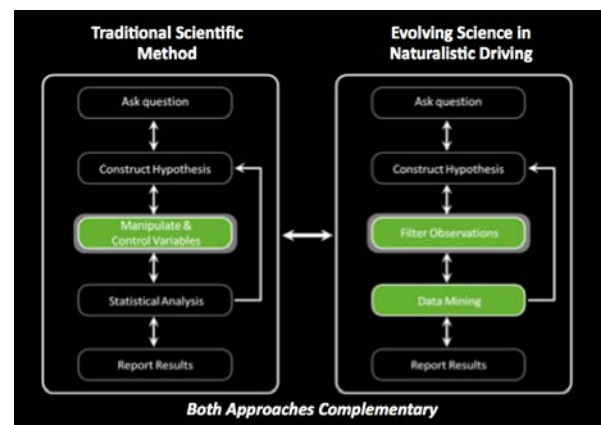 Traditional Scientific
Method
Ask question
Construct Hypothesis
Manipulate &
Control Variables
Statistical Analysis
Report Results
Evolving Science in
Naturalistic Driving
Ask question
Construct Hypothesis
Filter Observations
Data Mining
Report Results
Both Approaches Complementary